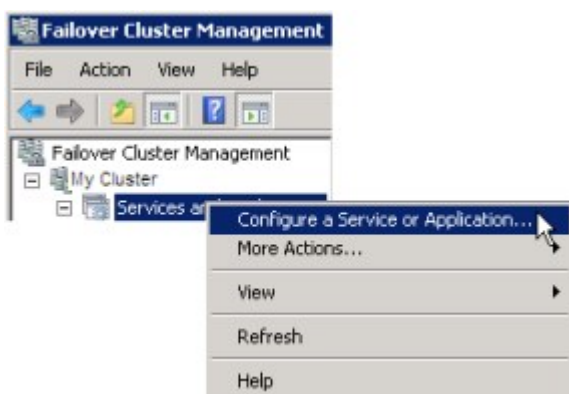 Failover Cluster Management
File Action View Help
Failover Cluster Management
My Cluster
Services
Configure a Service or Application...
More Actions...
View
Refresh
Help